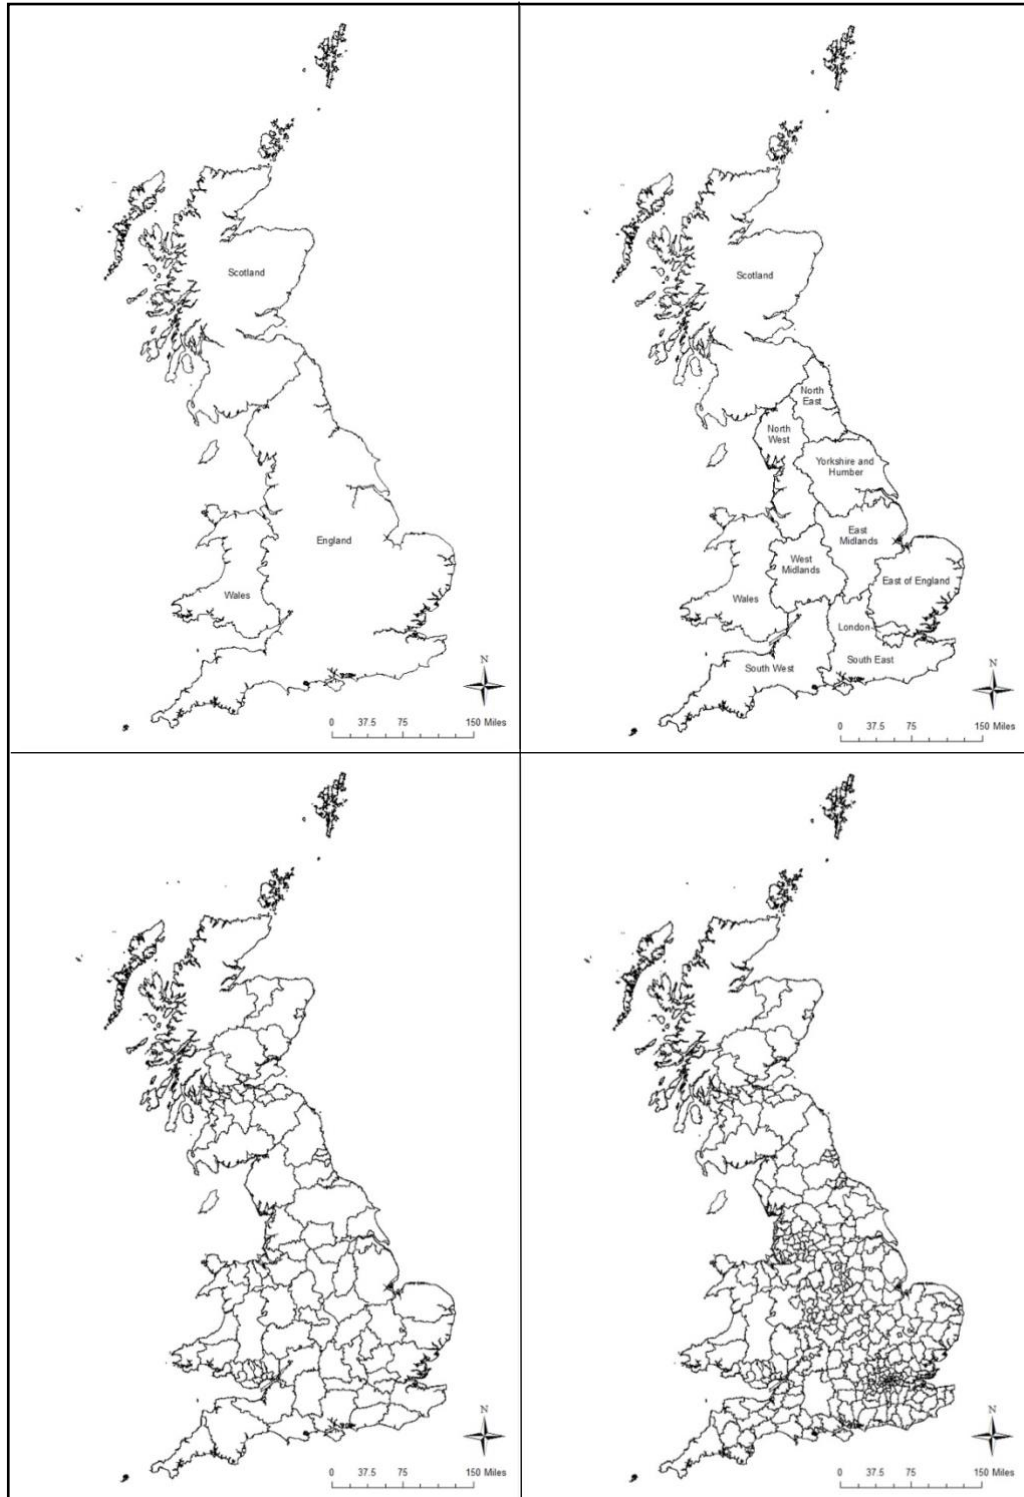 Scotland
England
Wales
N
0 37.5 75 150 Miles
Scotland
North
East
North
West
Yorkshire and
Humber
East
Midlands
West
Midlands
East of England
Wales
London
South West
South East
N
0 37.5 75 150 Miles
N
0 37.5 75 150 Miles
N
0 37.5 75 150 Miles